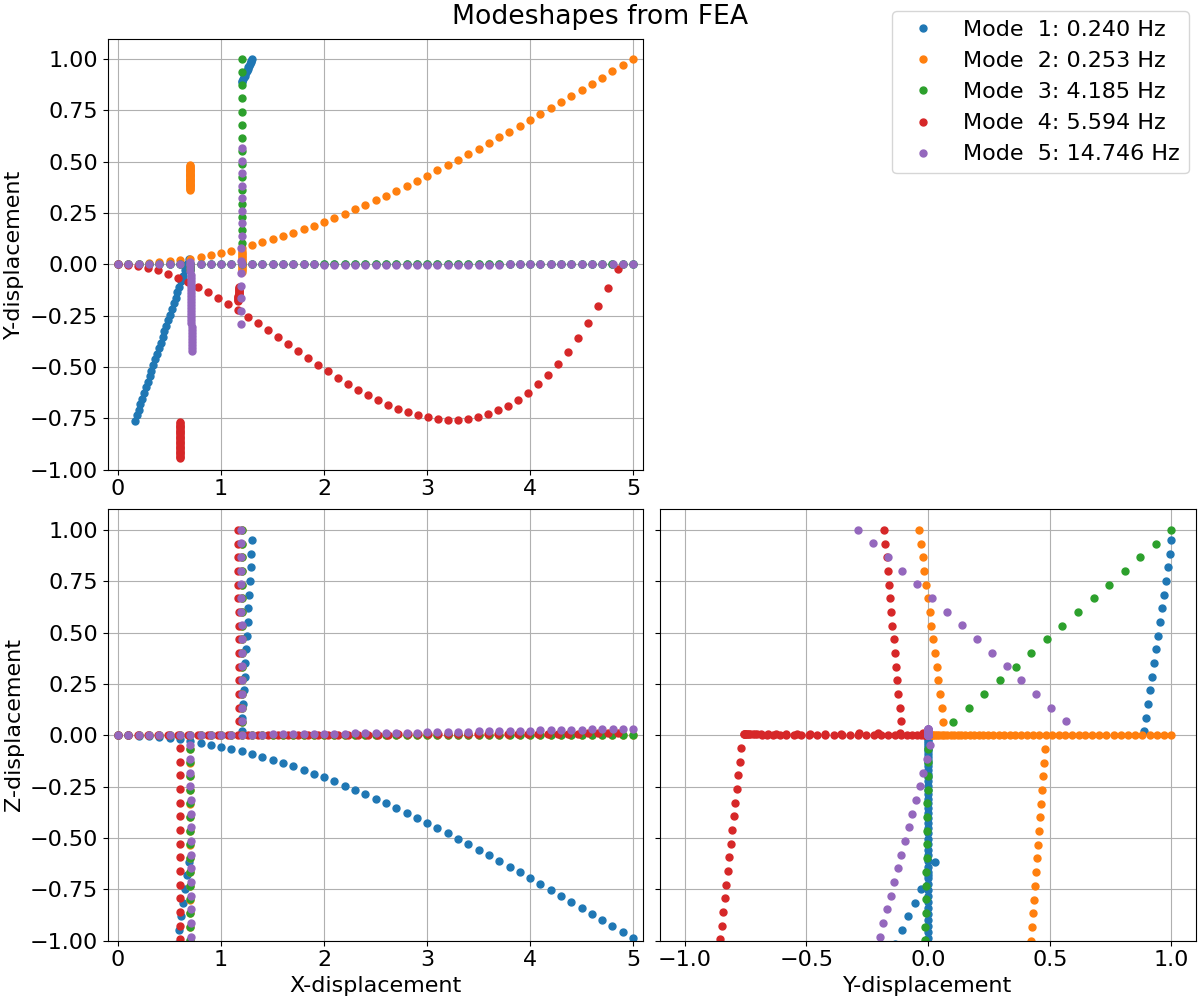 Modeshapes from FEA
Mode 1: 0.240 Hz
Mode 2: 0.253 Hz
Mode 3: 4.185 Hz
Mode 4: 5.594 Hz
Mode 5: 14.746 Hz
Y-displacement
1.00
0.75
0.50
0.25
0.00
−0.25
−0.50
−0.75
−1.00
0 1 2 3 4 5
Z-displacement
1.00
0.75
0.50
0.25
0.00
−0.25
−0.50
−0.75
−1.00
0 1 2 3 4 5
X-displacement
−1.0 −0.5 0.0 0.5 1.0
Y-displacement